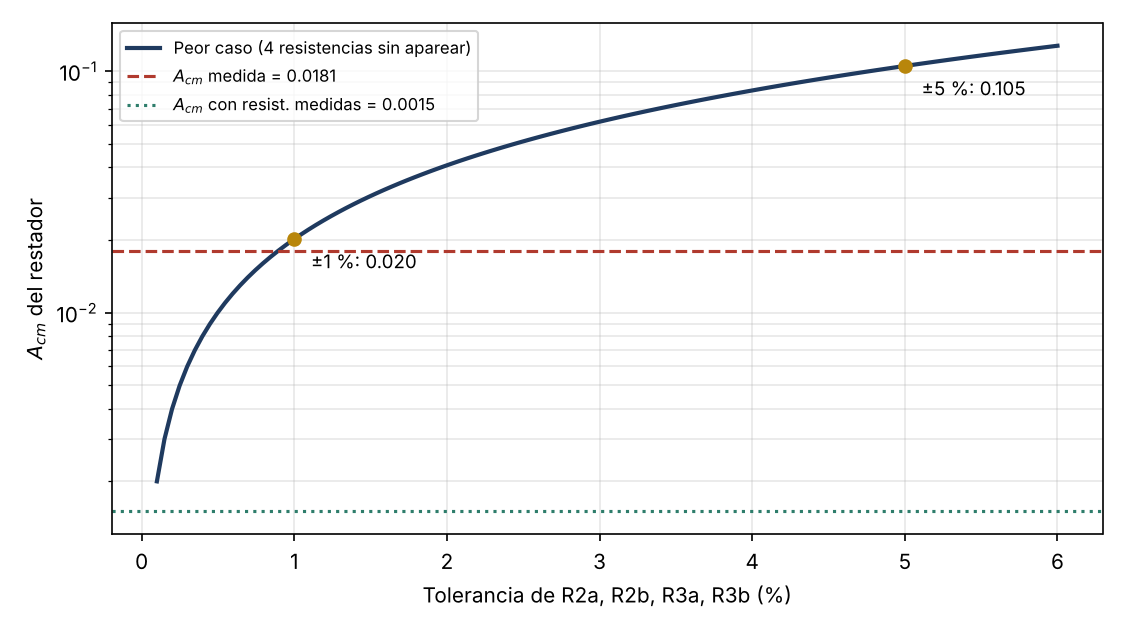 Peor caso (4 resistencias sin aparear)
A_cm medida = 0.0181
A_cm con resist. medidas = 0.0015
10^−1
10^−2
A_cm del restador
±5 %: 0.105
±1 %: 0.020
0 1 2 3 4 5 6
Tolerancia de R2a, R2b, R3a, R3b (%)